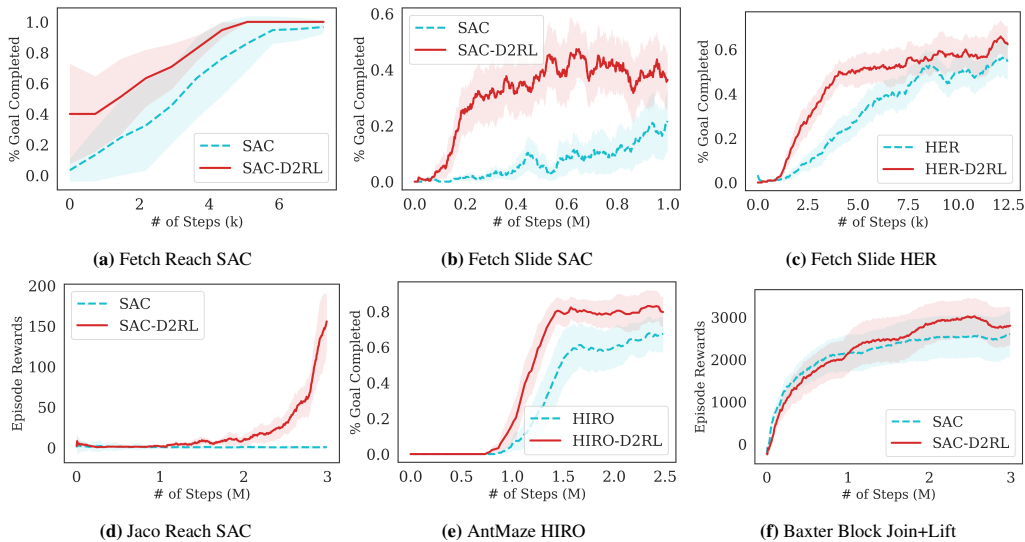 % Goal Completed
1.0
0.8
0.6
0.4
0.2
0.0
SAC
SAC-D2RL
0 2 4 6
# of Steps (k)
(a) Fetch Reach SAC
% Goal Completed
0.6
0.4
0.2
0.0
SAC
SAC-D2RL
0.0 0.2 0.4 0.6 0.8 1.0
# of Steps (M)
(b) Fetch Slide SAC
% Goal Completed
0.6
0.4
0.2
0.0
HER
HER-D2RL
0.0 2.5 5.0 7.5 10.0 12.5
# of Steps (k)
(c) Fetch Slide HER
Episode Rewards
200
150
100
50
0
SAC
SAC-D2RL
0 1 2 3
# of Steps (M)
(d) Jaco Reach SAC
% Goal Completed
0.8
0.6
0.4
0.2
0.0
HIRO
HIRO-D2RL
0.0 0.5 1.0 1.5 2.0 2.5
# of Steps (M)
(e) AntMaze HIRO
Episode Rewards
3000
2000
1000
0
SAC
SAC-D2RL
0 1 2 3
# of Steps (M)
(f) Baxter Block Join+Lift